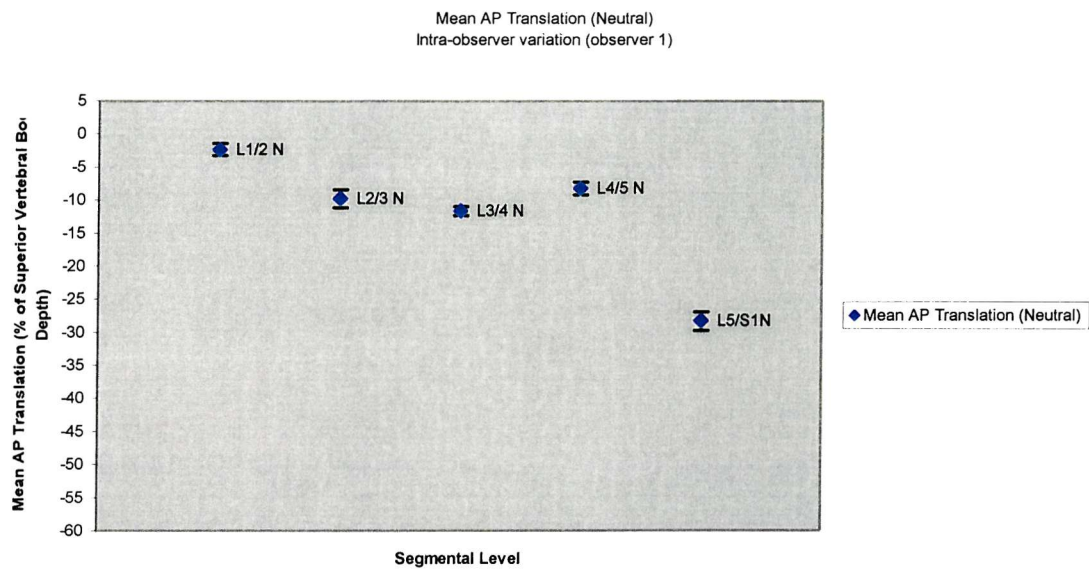 Mean AP Translation (Neutral)
Intra-observer variation (observer 1)
Mean AP Translation (% of Superior Vertebral
Depth)
5
0
-5
-10
-15
-20
-25
-30
-35
-40
-45
-50
-55
-60
L1/2 N
L2/3 N
L3/4 N
L4/5 N
L5/S1N
Mean AP Translation (Neutral)
Segmental Level